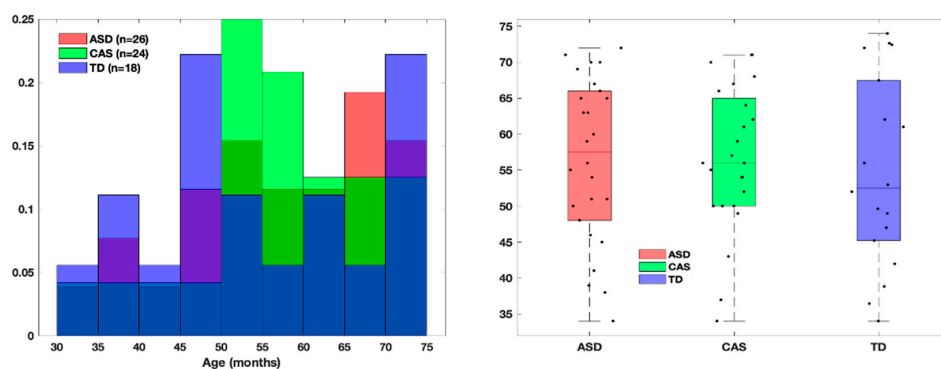 0.25
0.2
0.15
0.1
0.05
0
30 35 40 45 50 55 60 65 70 75
Age (months)
ASD (n=26)
CAS (n=24)
TD (n=18)
75
70
65
60
55
50
45
40
35
ASD
CAS
TD
ASD CAS TD